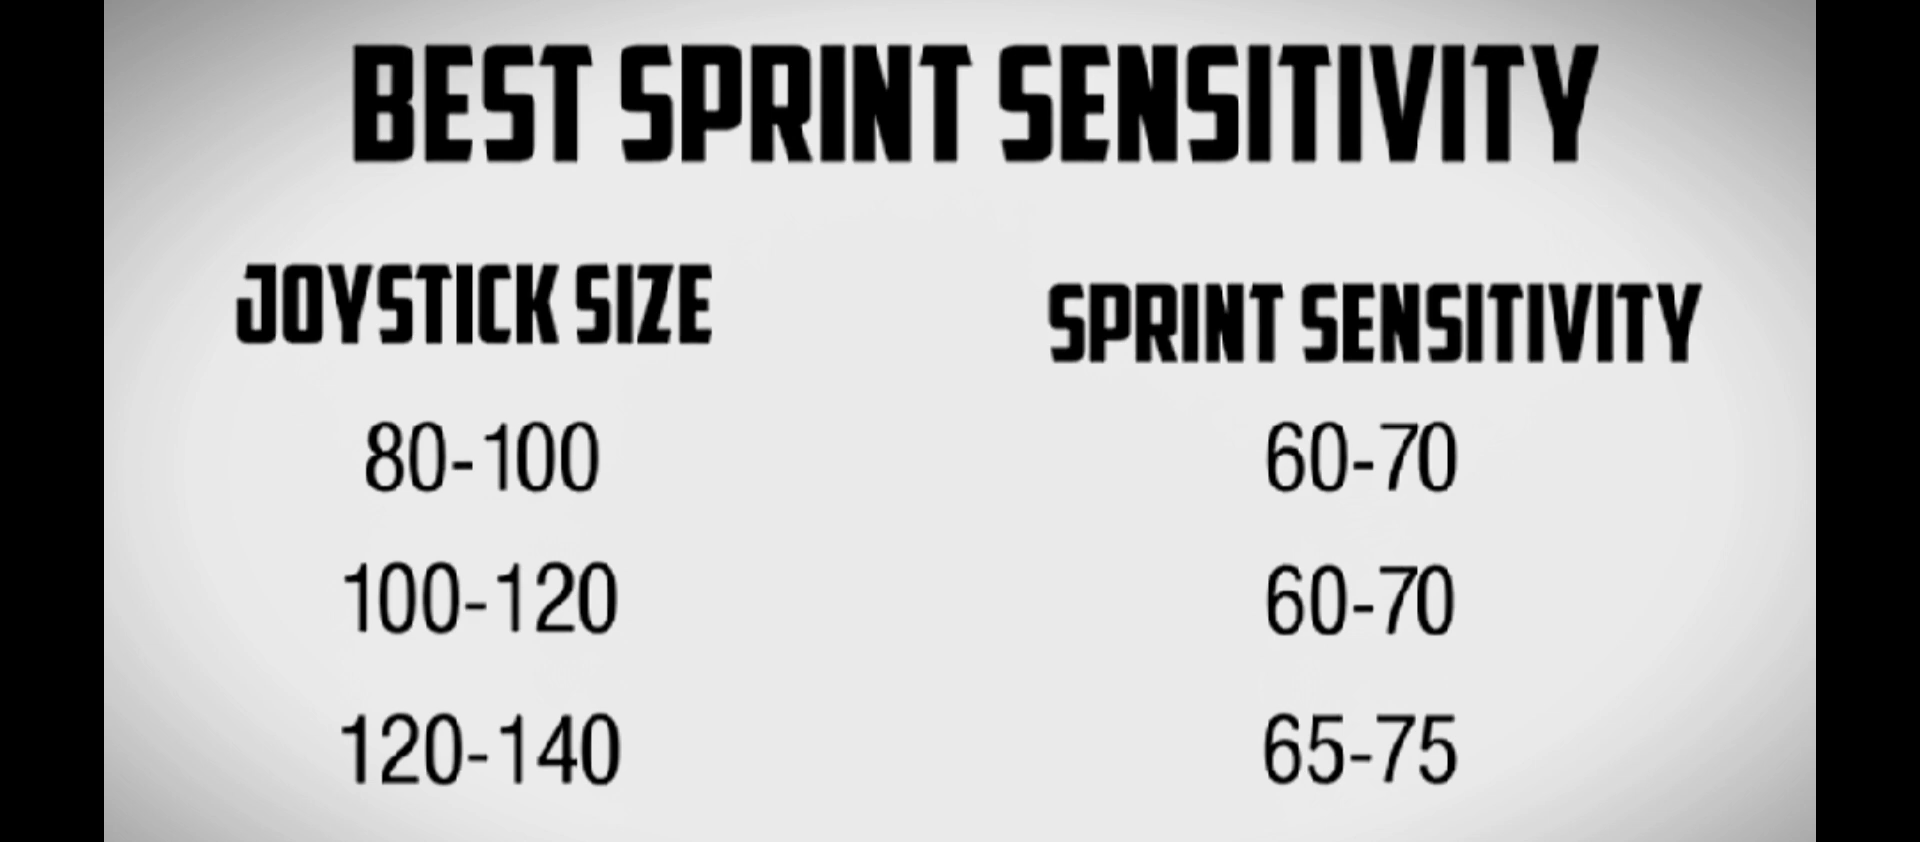 BEST SPRINT SENSITIVITY
JOYSTICK SIZE SPRINT SENSITIVITY
80-100 60-70
100-120 60-70
120-140 65-75